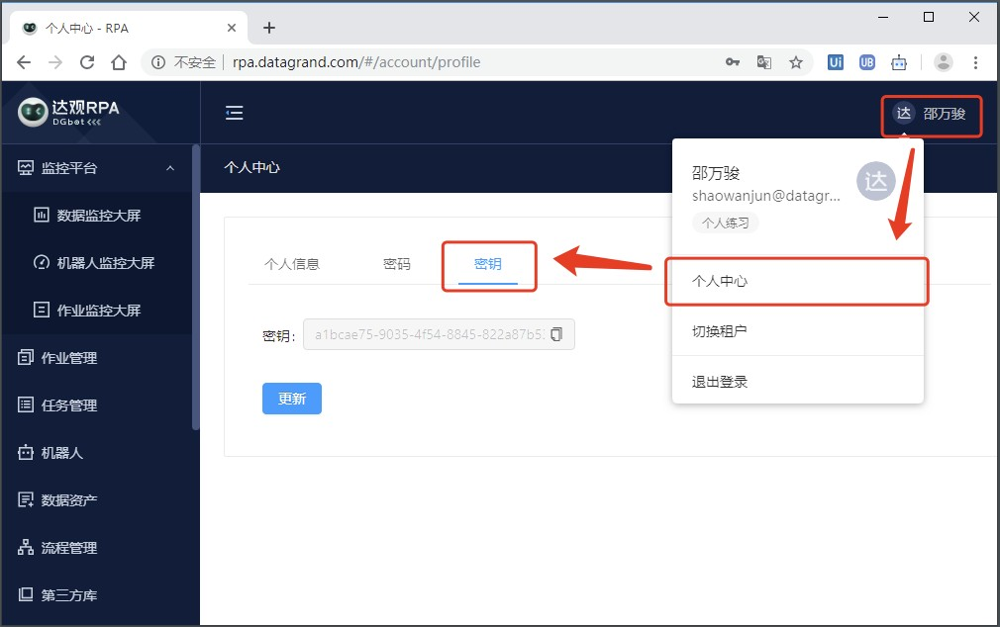 个人中心 - RPA
不安全 rpa.datagrand.com/#/account/profile
Ui
UB
达观RPA
DGbot
达 邵万骏
监控平台
个人中心
数据监控大屏
机器人监控大屏
作业监控大屏
作业管理
任务管理
机器人
数据资产
流程管理
第三方库
个人信息
密码
密钥
密钥:
a1bcae75-9035-4f54-8845-822a87b5
更新
邵万骏
shaowanjun@datagr...
达
个人练习
个人中心
切换租户
退出登录